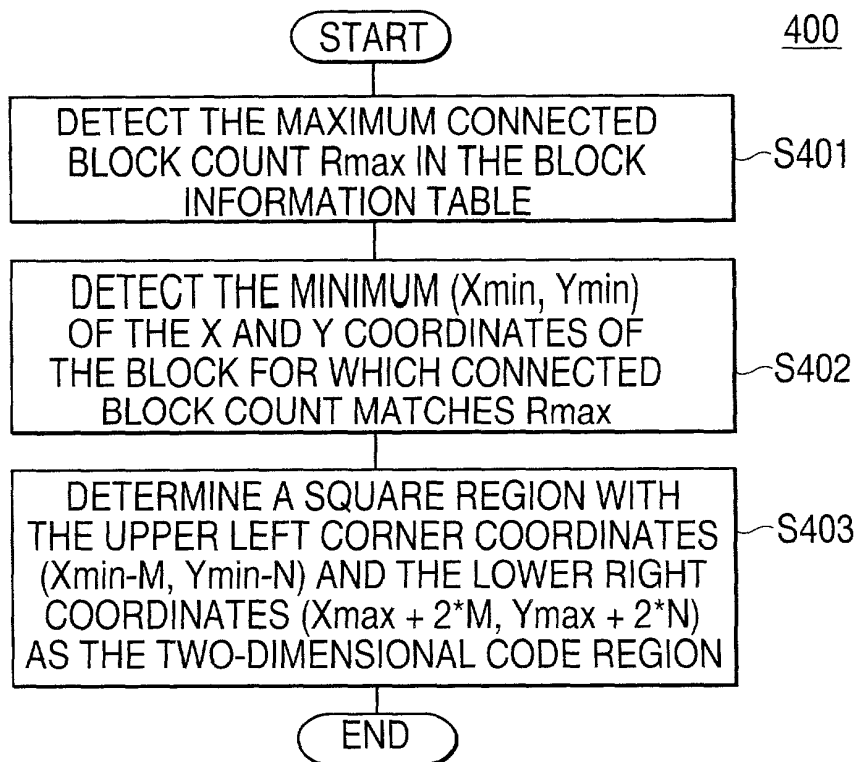 START
400
DETECT THE MAXIMUM CONNECTED
BLOCK COUNT Rmax IN THE BLOCK
INFORMATION TABLE
S401
DETECT THE MINIMUM (Xmin, Ymin)
OF THE X AND Y COORDINATES OF
THE BLOCK FOR WHICH CONNECTED
BLOCK COUNT MATCHES Rmax
S402
DETERMINE A SQUARE REGION WITH
THE UPPER LEFT CORNER COORDINATES
(Xmin-M, Ymin-N) AND THE LOWER RIGHT
COORDINATES (Xmax + 2*M, Ymax + 2*N)
AS THE TWO-DIMENSIONAL CODE REGION
S403
END